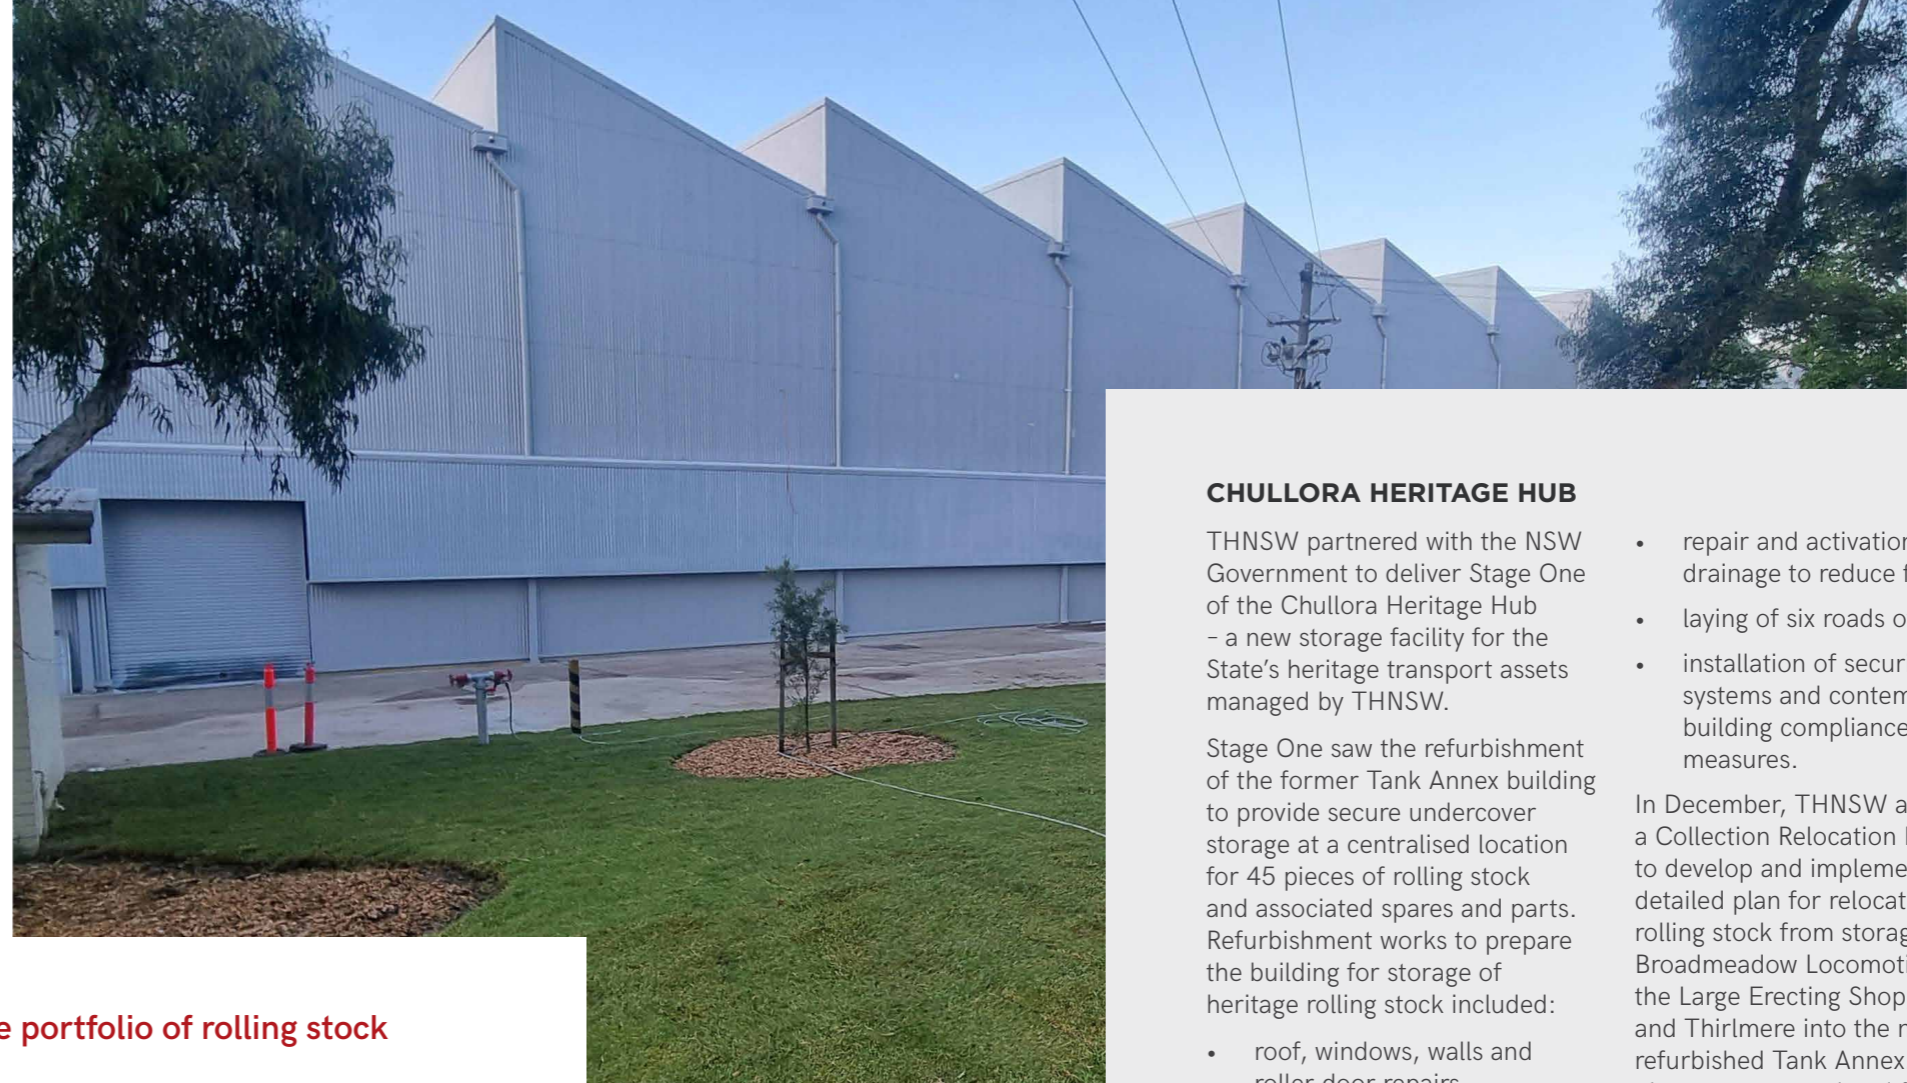 CHULLORA HERITAGE HUB
THNSW partnered with the NSW
Government to deliver Stage One
of the Chullora Heritage Hub
– a new storage facility for the
State’s heritage transport assets
managed by THNSW.
Stage One saw the refurbishment
of the former Tank Annex building
to provide secure undercover
storage at a centralised location
for 45 pieces of rolling stock
and associated spares and parts.
Refurbishment works to prepare
the building for storage of
heritage rolling stock included:
• roof, windows, walls and
roller door repairs
• repair and activation
drainage to reduce
• laying of six roads
• installation of
systems and
building compliance
measures.
In December, THNSW
a Collection Relocation
to develop and
detailed plan for
rolling stock from
Broadmeadow
the Large Erecting Shop
and Thirlmere into the
refurbished Tank Annex
portfolio of rolling stock